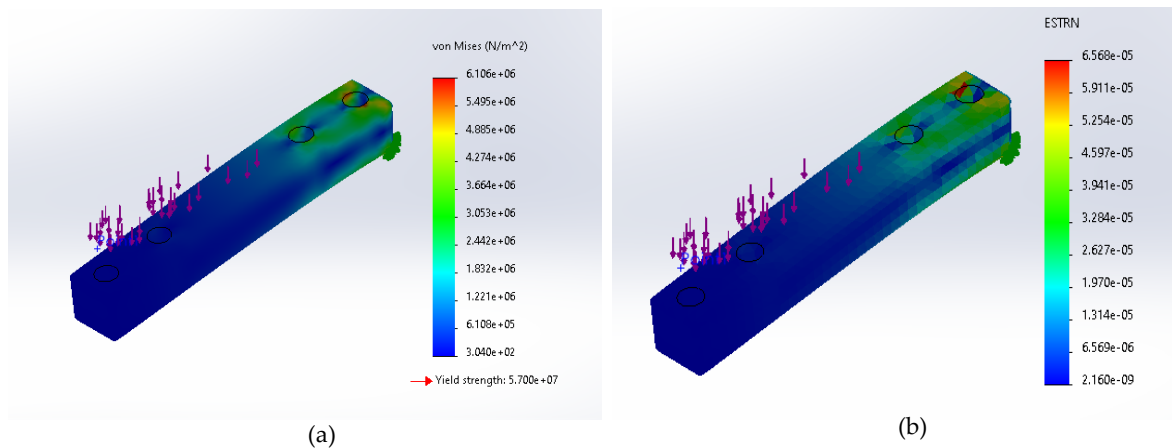 von Mises (N/m^2)
6.106e+06
5.495e+06
4.885e+06
4.274e+06
3.664e+06
3.053e+06
2.442e+06
1.832e+06
1.221e+06
6.108e+05
3.040e+02
Yield strength: 5.700e+07
(a)
ESTRN
6.568e-05
5.911e-05
5.254e-05
4.597e-05
3.941e-05
3.284e-05
2.627e-05
1.970e-05
1.314e-05
6.569e-06
2.160e-09
(b)